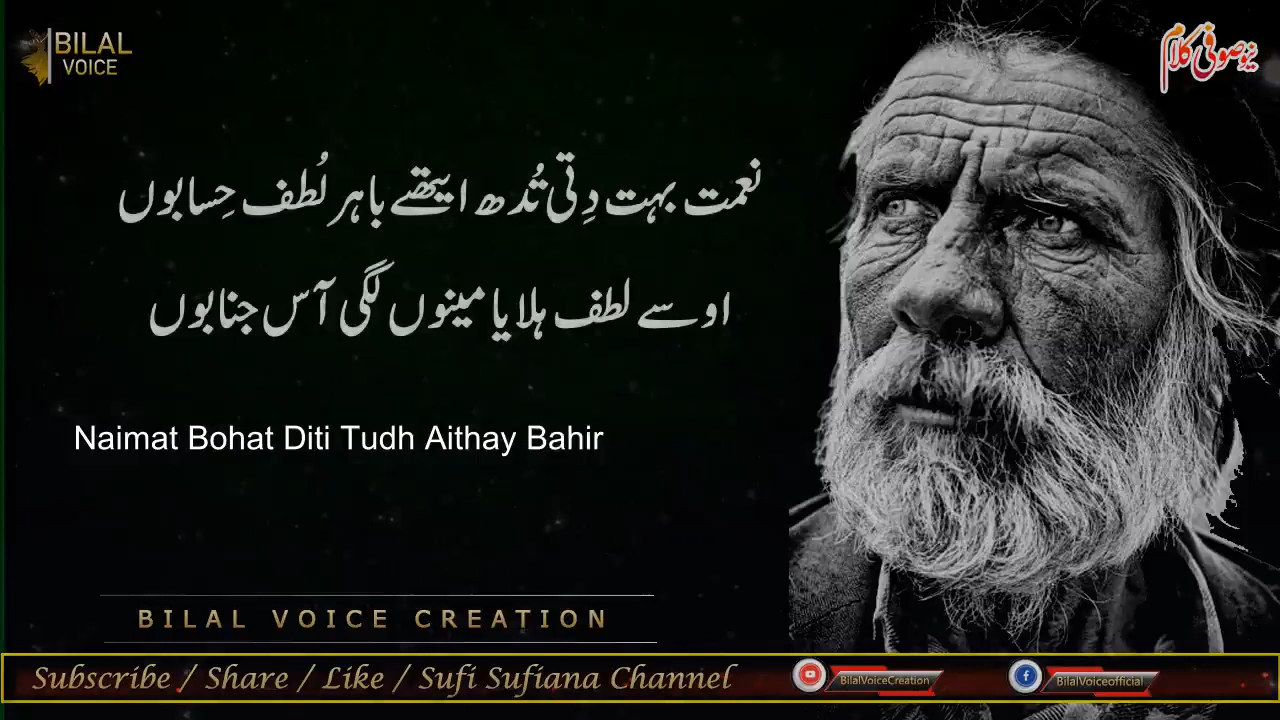 BILAL
VOICE
نیو صوفی کلام
نعمت بہت دِتی تُدھ ایتھے باہر لُطف حِسابوں
اوسے لطف ہلایا مینوں لگی آس جنابوں
Naimat Bohat Diti Tudh Aithay Bahir
BILAL VOICE CREATION
Subscribe / Share / Like / Sufi Sufiana Channel
BilalVoiceCreation
BilalVoiceofficial